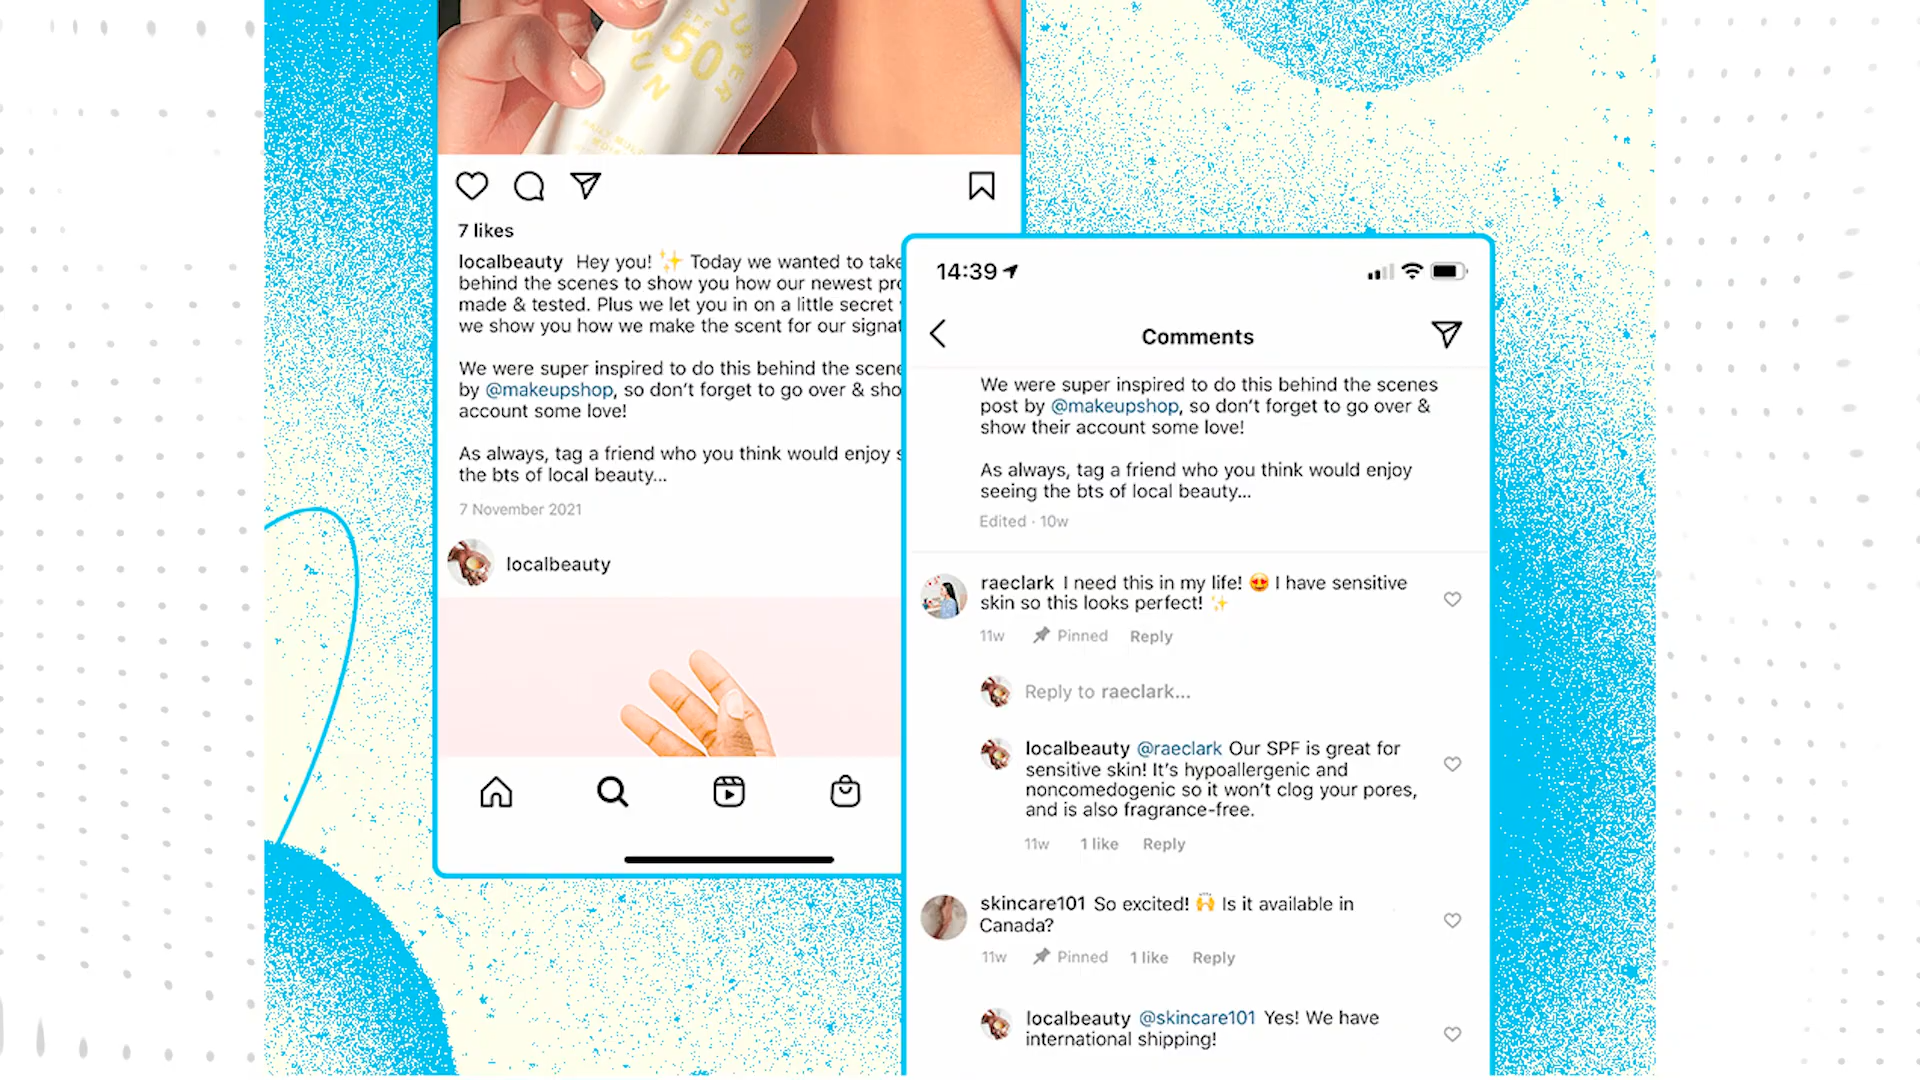 SUPER
SPF
50
SUN
7 likes
localbeauty Hey you! ✨ Today we wanted to take
behind the scenes to show you how our newest pro
made & tested. Plus we let you in on a little secret
we show you how we make the scent for our signat
We were super inspired to do this behind the scene
by @makeupshop, so don't forget to go over & sho
account some love!
As always, tag a friend who you think would enjoy s
the bts of local beauty...
7 November 2021
localbeauty
14:39
Comments
We were super inspired to do this behind the scenes
post by @makeupshop, so don't forget to go over &
show their account some love!
As always, tag a friend who you think would enjoy
seeing the bts of local beauty...
Edited · 10w
raeclark I need this in my life! 😍 I have sensitive
skin so this looks perfect! ✨
11w Pinned Reply
Reply to raeclark...
localbeauty @raeclark Our SPF is great for
sensitive skin! It's hypoallergenic and
noncomedogenic so it won't clog your pores,
and is also fragrance-free.
11w 1 like Reply
skincare101 So excited! 🙌 Is it available in
Canada?
11w Pinned 1 like Reply
localbeauty @skincare101 Yes! We have
international shipping!